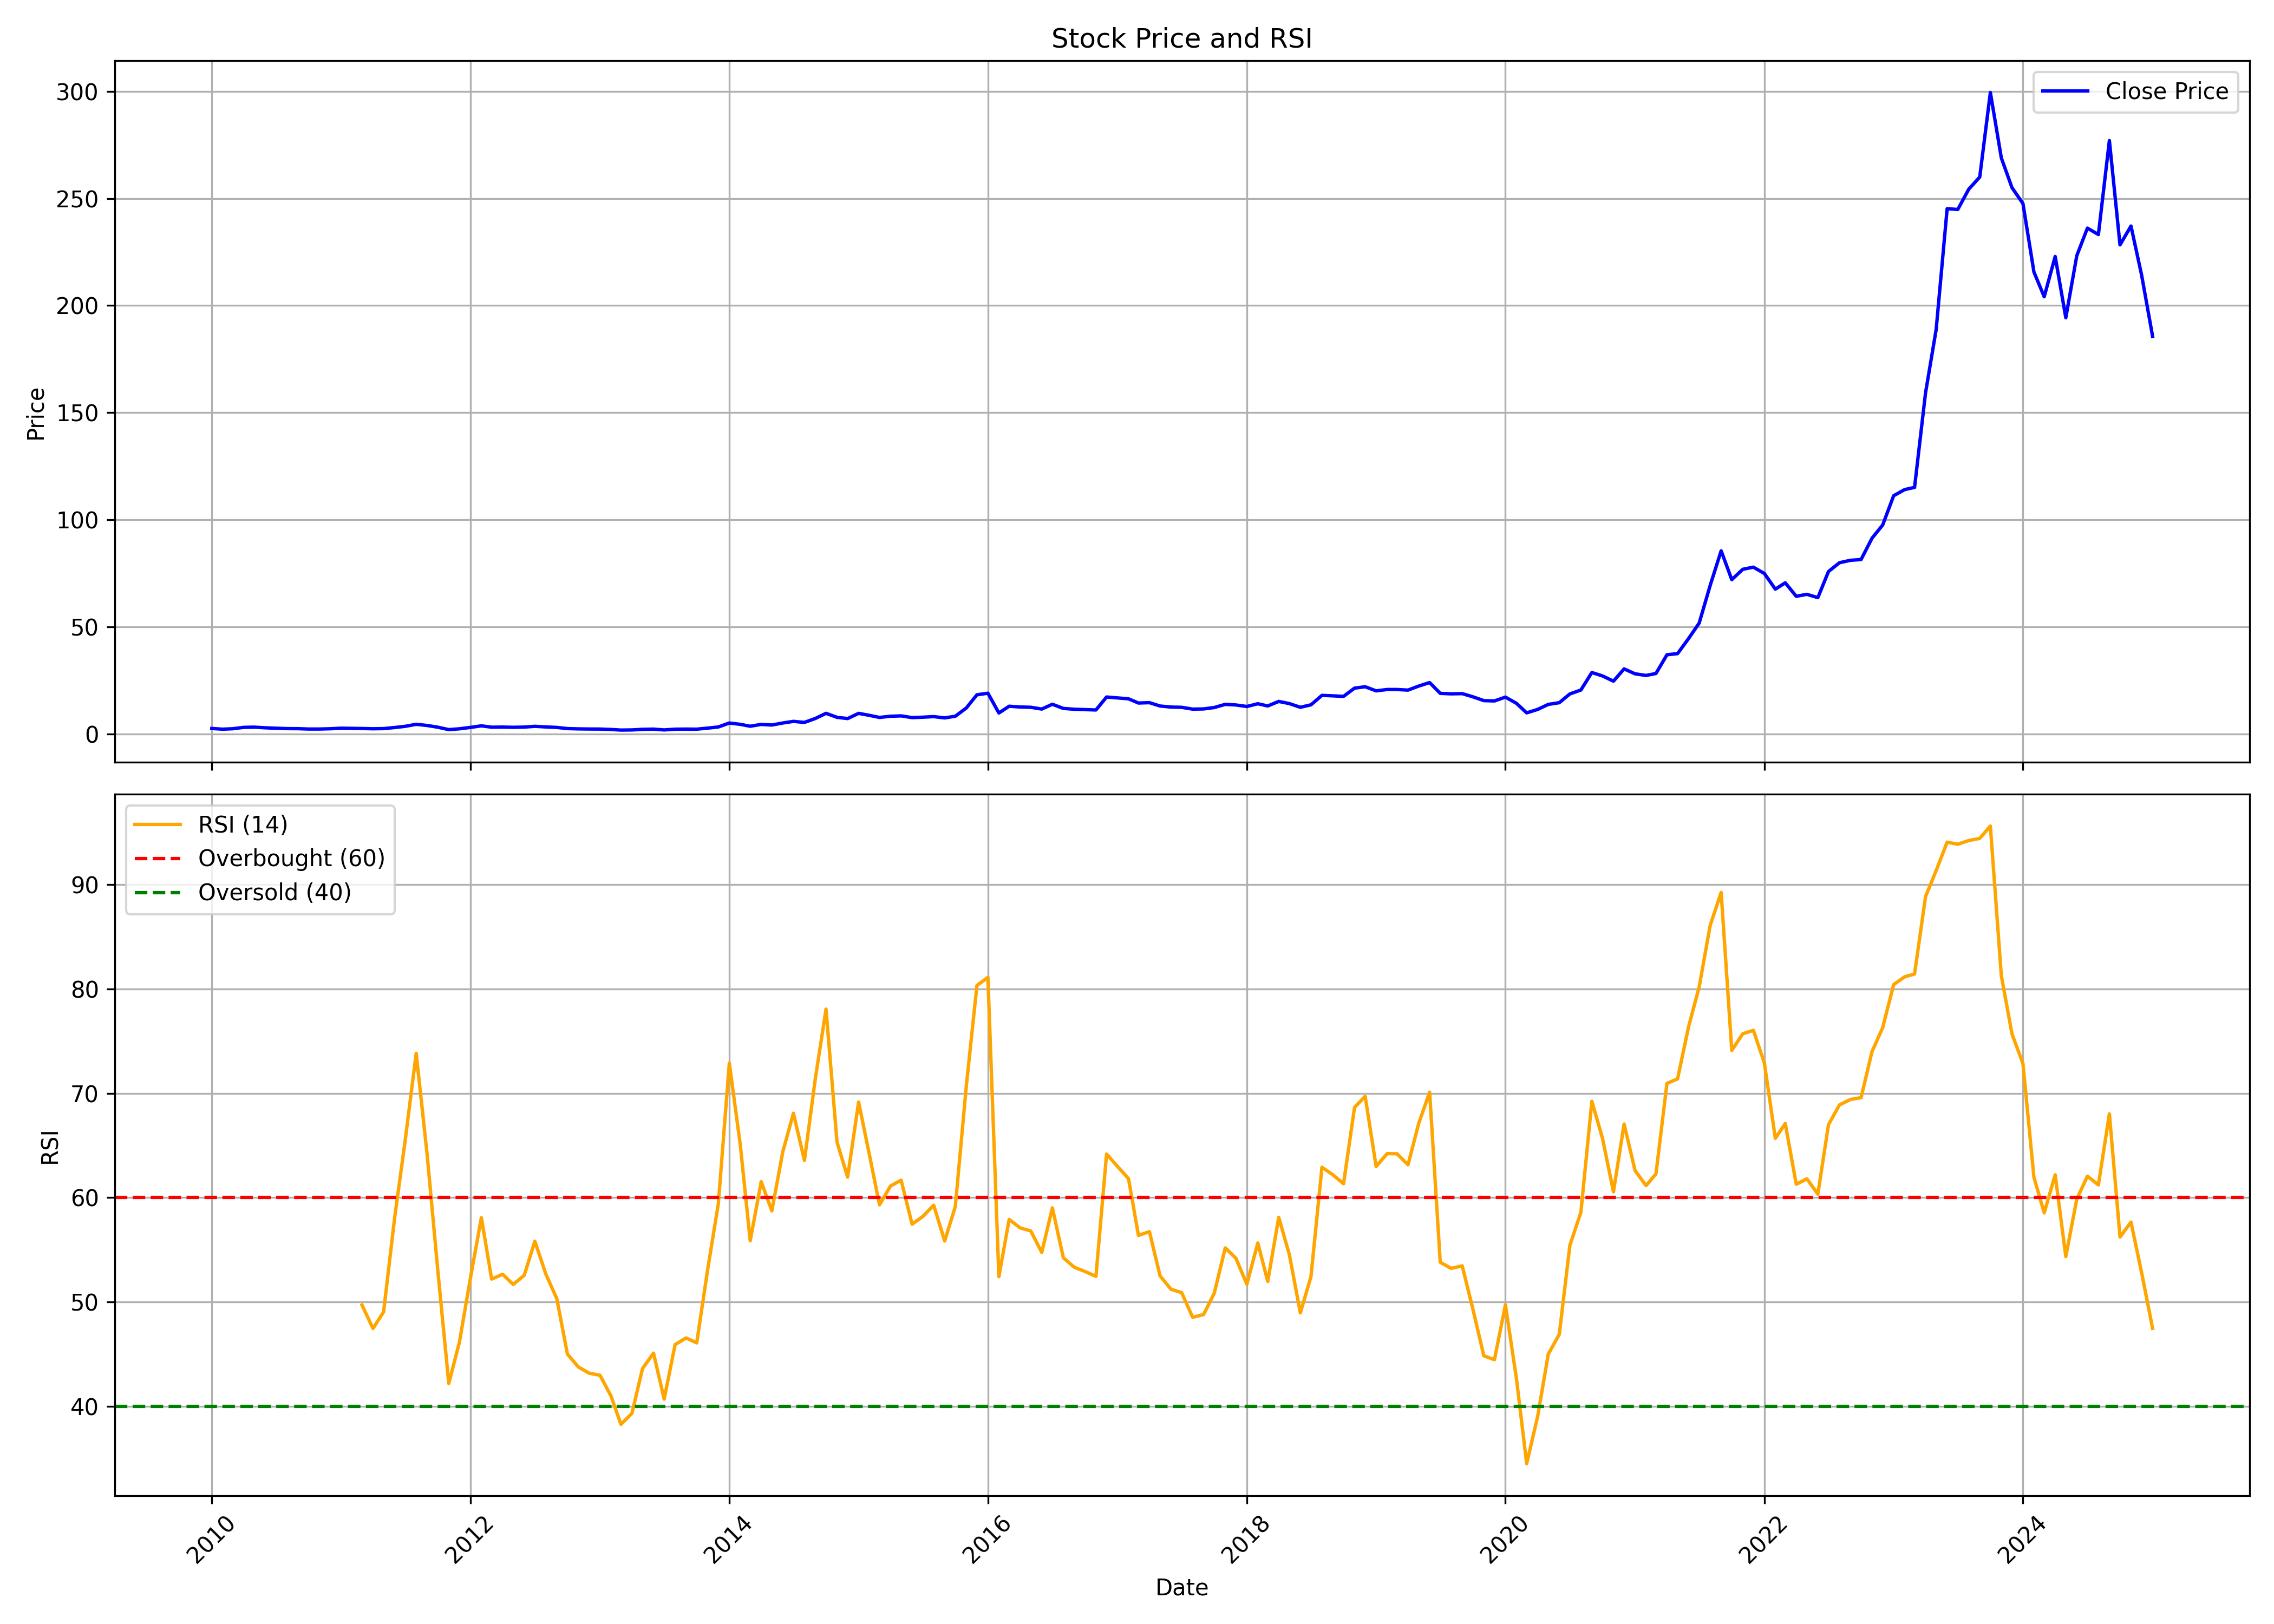 Stock Price and RSI
Close Price
300
250
200
150
100
50
0
Price
RSI (14)
Overbought (60)
Oversold (40)
90
80
70
60
50
40
RSI
2010 2012 2014 2016 2018 2020 2022 2024
Date